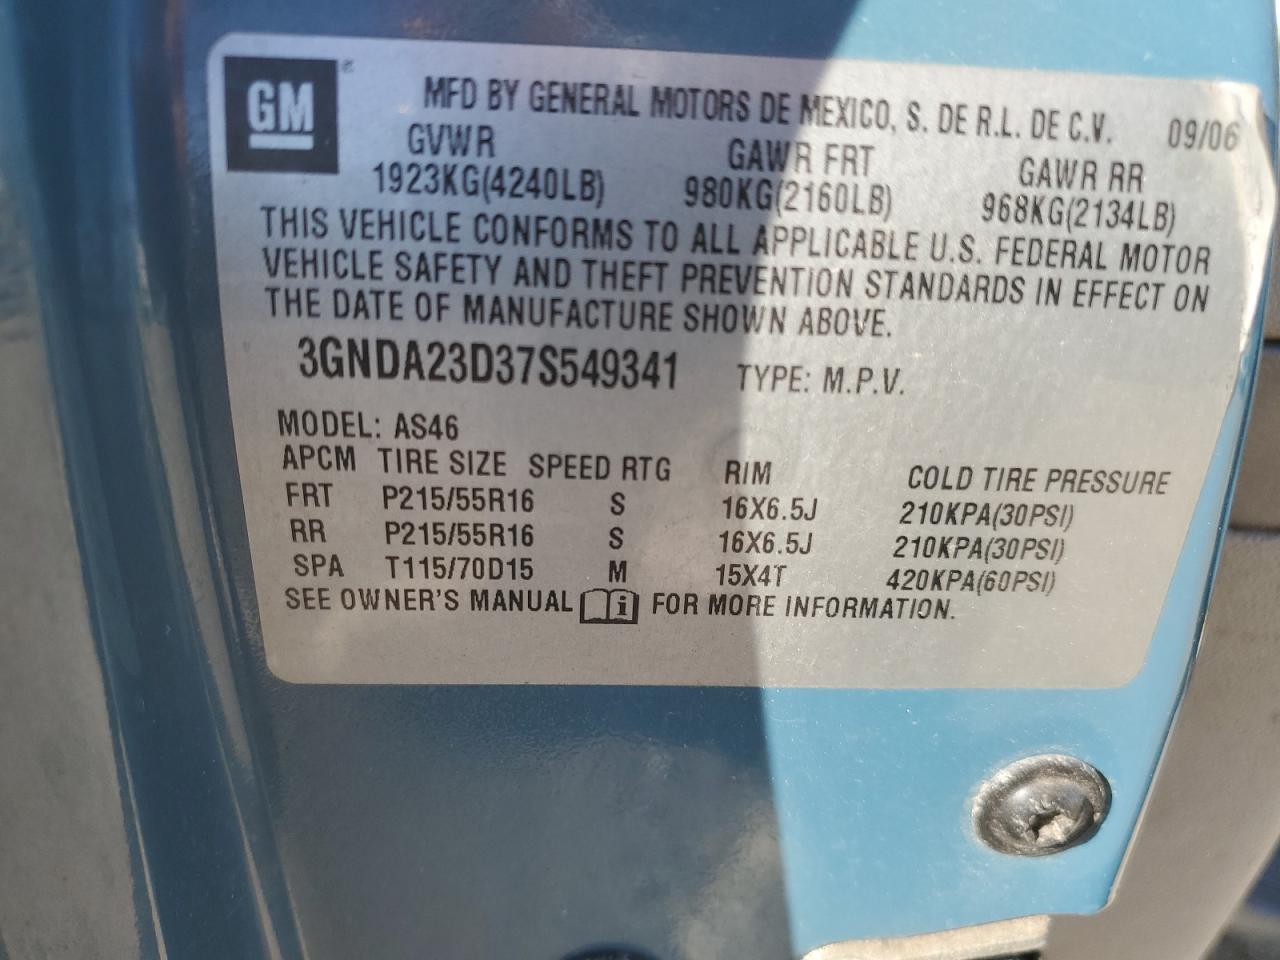 GM®
MFD BY GENERAL MOTORS DE MEXICO, S. DE R.L. DE C.V. 09/06
GVWR GAWR FRT GAWR RR
1923KG(4240LB) 980KG(2160LB) 968KG(2134LB)
THIS VEHICLE CONFORMS TO ALL APPLICABLE U.S. FEDERAL MOTOR
VEHICLE SAFETY AND THEFT PREVENTION STANDARDS IN EFFECT ON
THE DATE OF MANUFACTURE SHOWN ABOVE.
3GNDA23D37S549341 TYPE: M.P.V.
MODEL: AS46
APCM TIRE SIZE SPEED RTG RIM COLD TIRE PRESSURE
FRT P215/55R16 S 16X6.5J 210KPA(30PSI)
RR P215/55R16 S 16X6.5J 210KPA(30PSI)
SPA T115/70D15 M 15X4T 420KPA(60PSI)
SEE OWNER'S MANUAL i FOR MORE INFORMATION.